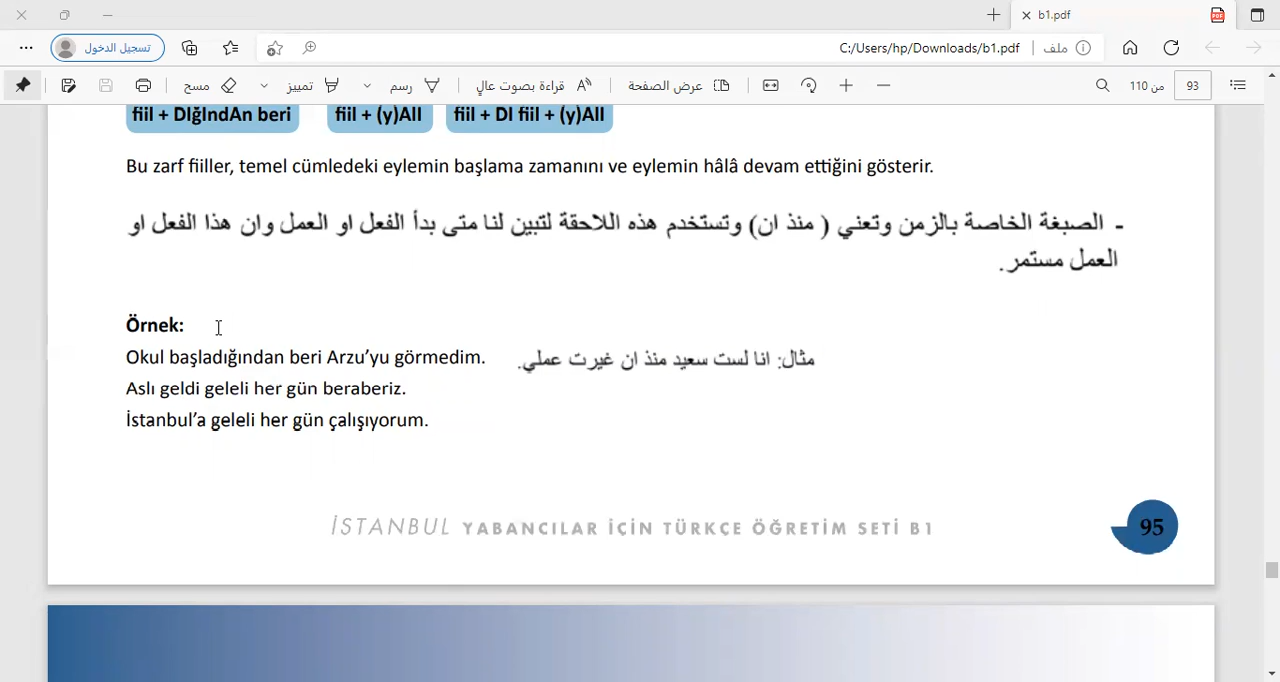 b1.pdf
تسجيل الدخول
C:/Users/hp/Downloads/b1.pdf
ملف
مسح
تمييز
رسم
قراءة بصوت عالٍ
عرض الصفحة
من 110
93
fiil + DIğIndAn beri
fiil + (y)AlI
fiil + DI fiil + (y)AlI
Bu zarf fiiller, temel cümledeki eylemin başlama zamanını ve eylemin hâlâ devam ettiğini gösterir.
- الصبغة الخاصة بالزمن وتعني ( منذ ان) وتستخدم هذه اللاحقة لتبين لنا متى بدأ الفعل او العمل وان هذا الفعل او
العمل مستمر.
Örnek:
Okul başladığından beri Arzu’yu görmedim.
مثال: انا لست سعيد منذ ان غيرت عملي.
Aslı geldi geleli her gün beraberiz.
İstanbul’a geleli her gün çalışıyorum.
İSTANBUL YABANCILAR İÇİN TÜRKÇE ÖĞRETİM SETİ B1
95